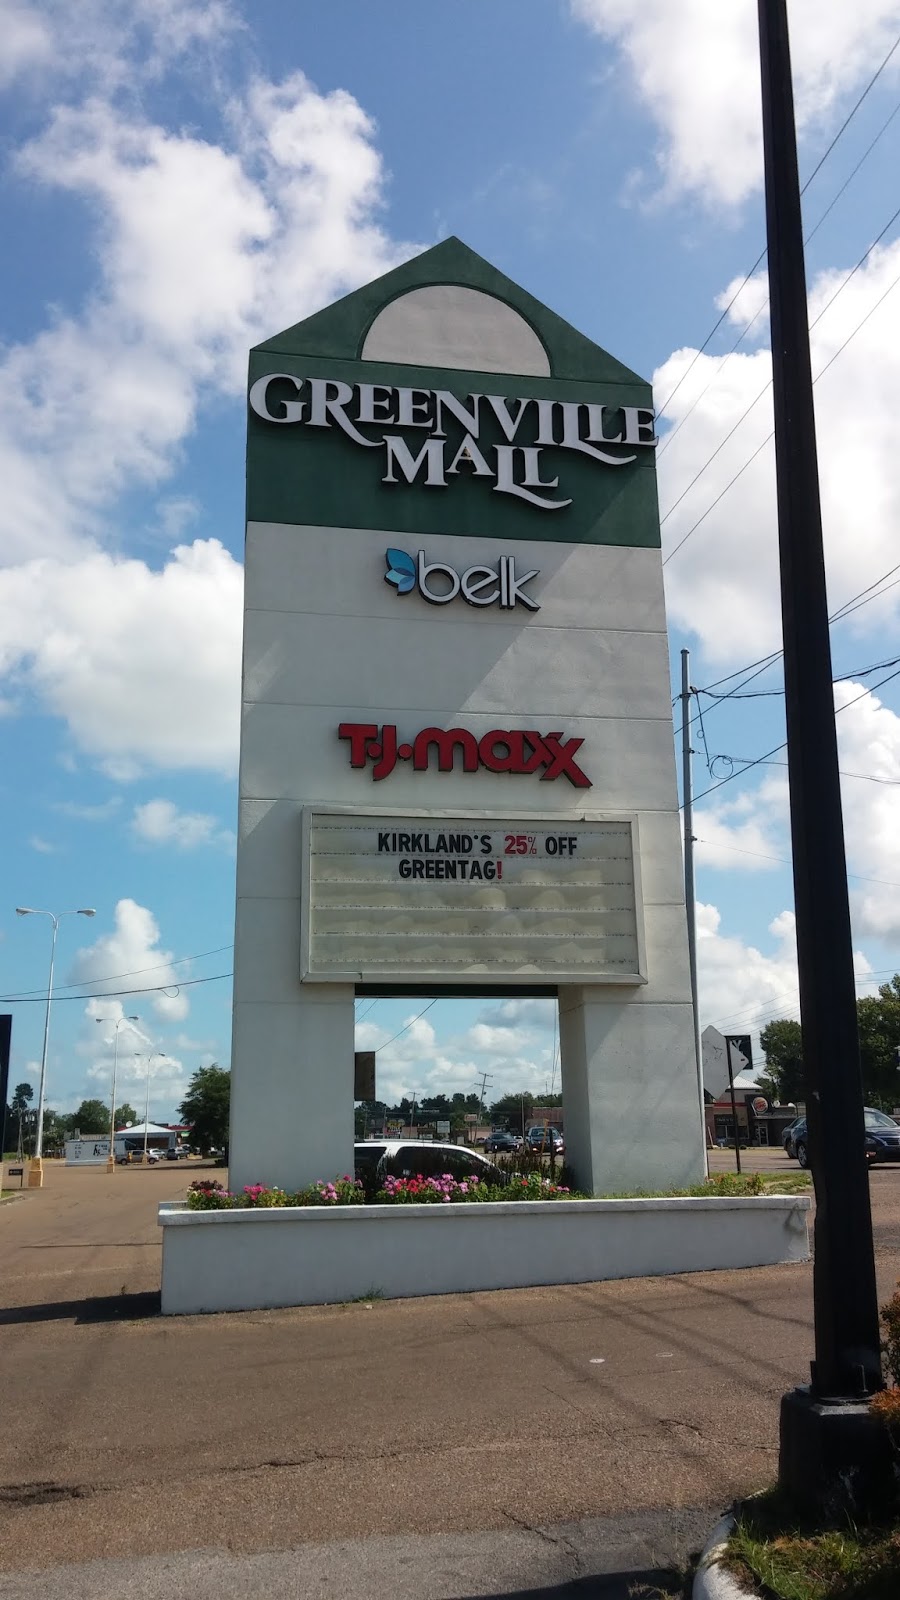 GREENVILLE
MALL
belk
T·J·maxx
KIRKLAND'S 25% OFF
GREENTAG!